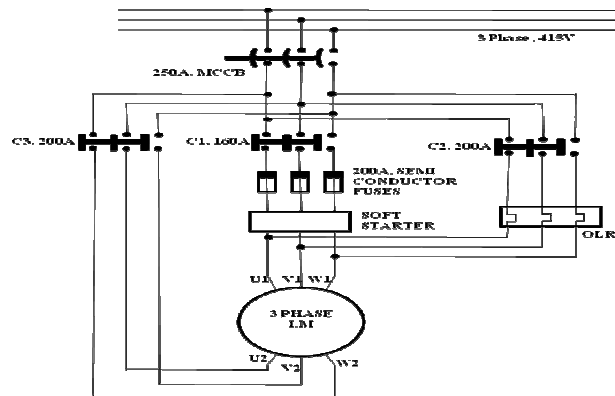 3 Phase, 415V
250A. MCCB
C3. 200A
C1. 160A
C2. 200A
200A. SEMI
CONDUCTOR
FUSES
SOFT
STARTER
OLR
U1
V1
W1
3 PHASE
I.M
U2
V2
W2